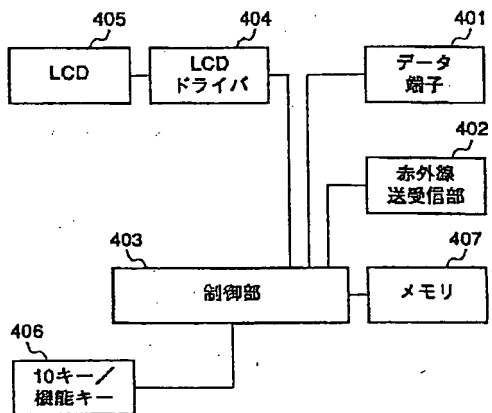 405
404
401
LCD
LCD
ドライバ
データ
端子
402
赤外線
送受信部
403
407
制御部
メモリ
406
10キー／
機能キー